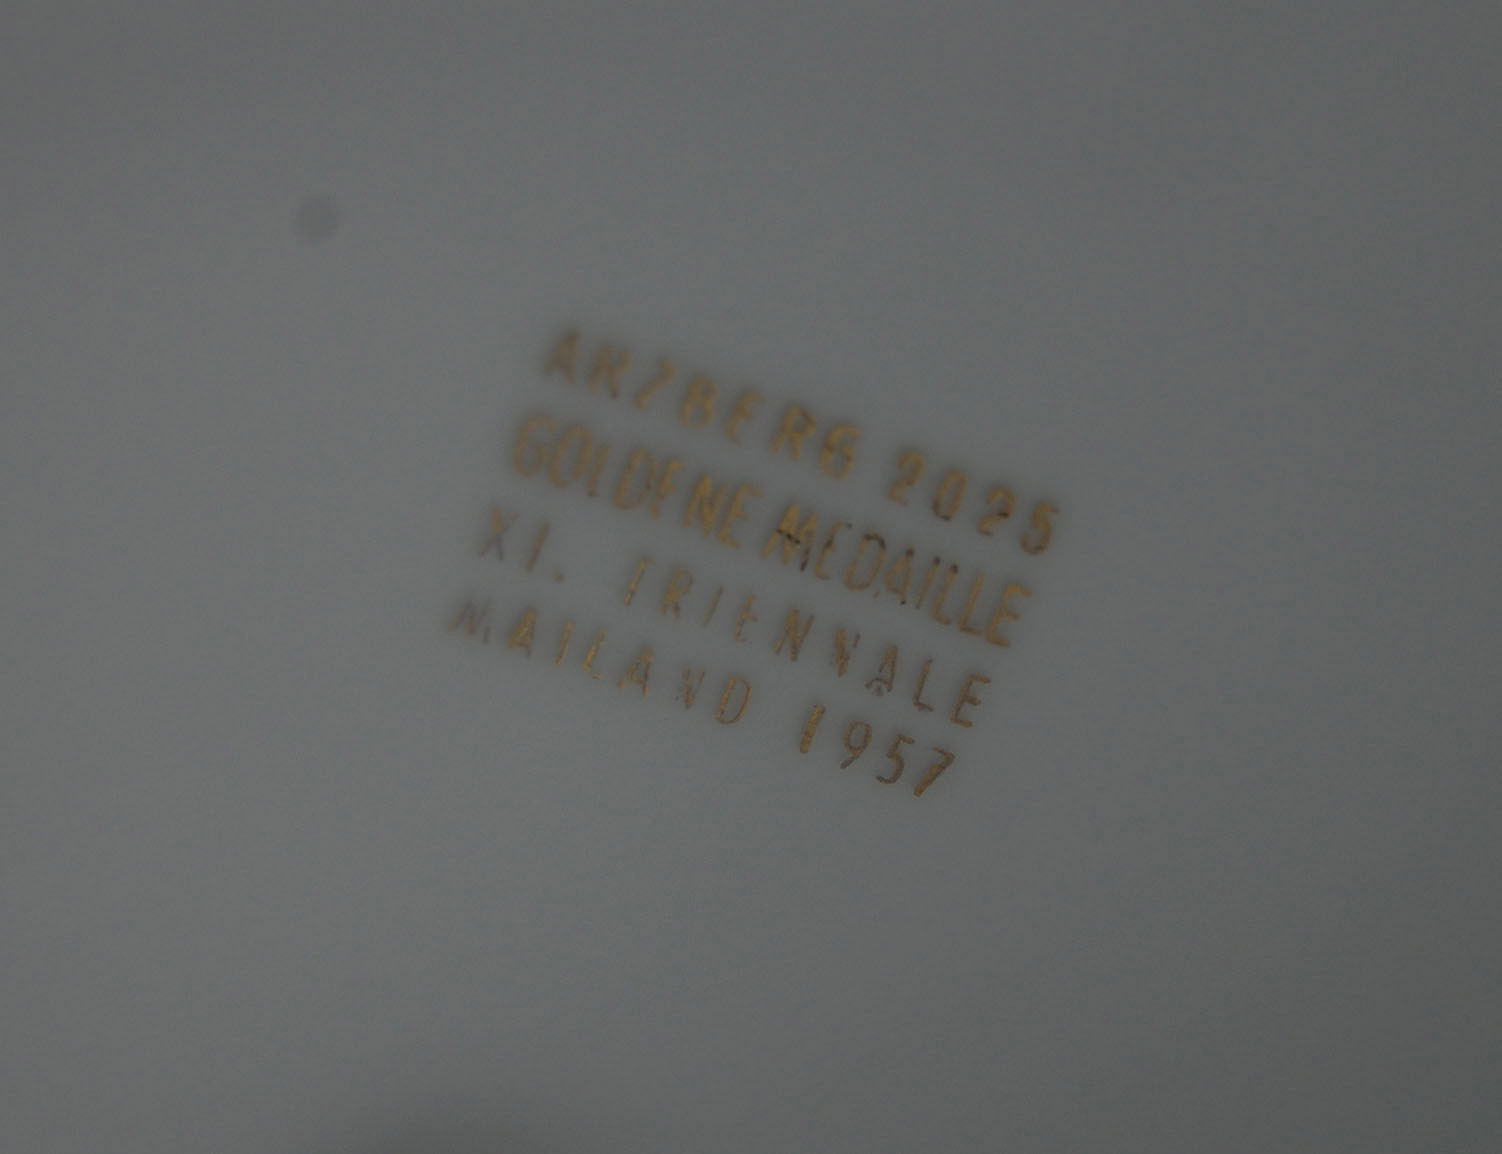 ARZBERG 2025
GOLDENE MEDAILLE
XI. TRIENNALE
MAILAND 1957